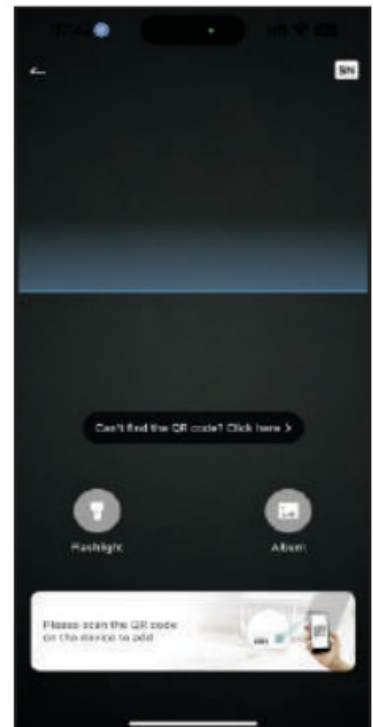 SN
Can't find the QR code? Click here >
Flashlight
Album
Please scan the QR code
on the device to add